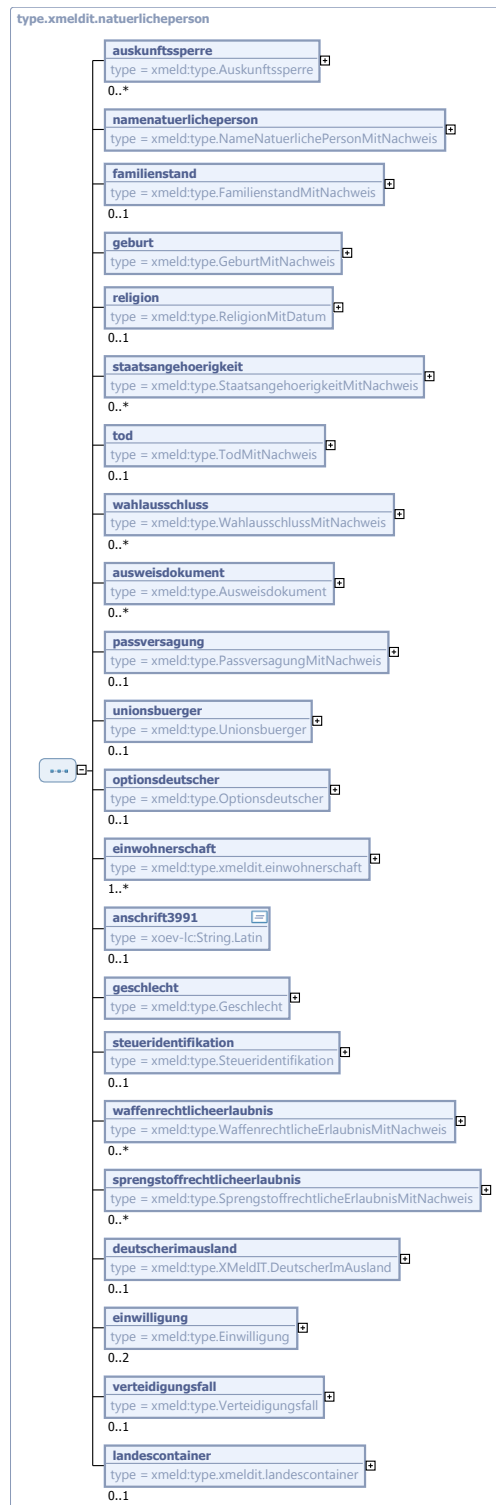 type.xmeldit.natuerlicheperson
auskunftssperre
type = xmeld:type.Auskunftssperre
0..*
namenatuerlicheperson
type = xmeld:type.NameNatuerlichePersonMitNachweis
familienstand
type = xmeld:type.FamilienstandMitNachweis
0..1
geburt
type = xmeld:type.GeburtMitNachweis
religion
type = xmeld:type.ReligionMitDatum
0..1
staatsangehoerigkeit
type = xmeld:type.StaatsangehoerigkeitMitNachweis
0..*
tod
type = xmeld:type.TodMitNachweis
0..1
wahlausschluss
type = xmeld:type.WahlausschlussMitNachweis
0..*
ausweisdokument
type = xmeld:type.Ausweisdokument
0..*
passversagung
type = xmeld:type.PassversagungMitNachweis
0..1
unionsbuerger
type = xmeld:type.Unionsbuerger
0..1
optionsdeutscher
type = xmeld:type.Optionsdeutscher
0..1
einwohnerschaft
type = xmeld:type.xmeldit.einwohnerschaft
1..*
anschrift3991
type = xoev-lc:String.Latin
0..1
geschlecht
type = xmeld:type.Geschlecht
steueridentifikation
type = xmeld:type.Steueridentifikation
0..1
waffenrechtlicheerlaubnis
type = xmeld:type.WaffenrechtlicheErlaubnisMitNachweis
0..*
sprengstoffrechtlicheerlaubnis
type = xmeld:type.SprengstoffrechtlicheErlaubnisMitNachweis
0..*
deutscherimausland
type = xmeld:type.XMeldIT.DeutscherImAusland
0..1
einwilligung
type = xmeld:type.Einwilligung
0..2
verteidigungsfall
type = xmeld:type.Verteidigungsfall
0..1
landescontainer
type = xmeld:type.xmeldit.landescontainer
0..1